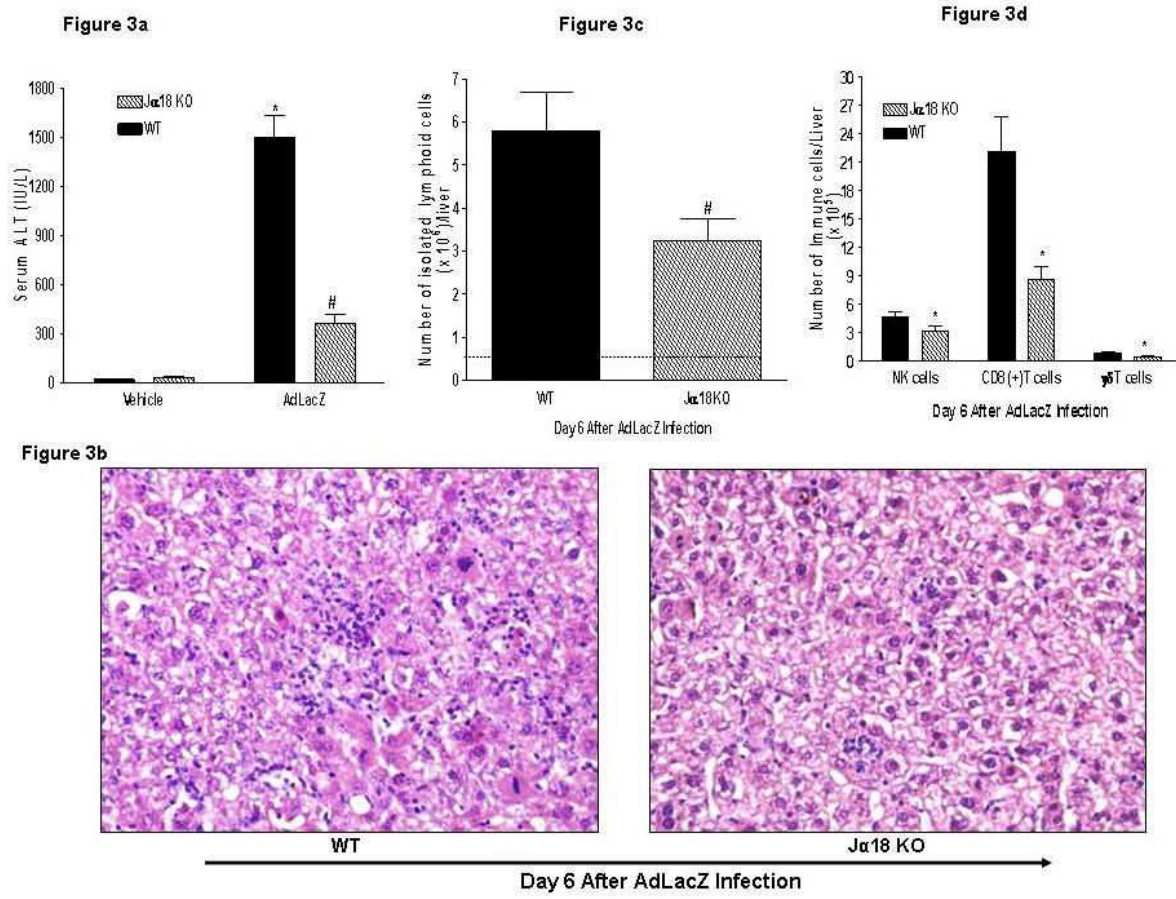 Figure 3a
1800
1500
1200
900
600
300
0
Serum ALT (IU/L)
Jα18 KO
WT
*
#
Vehicle
AdLacZ
Figure 3c
7
6
5
4
3
2
1
0
Number of isolated lymphoid cells
(x 10⁶)/liver
#
WT
Jα18KO
Day 6 After AdLacZ Infection
Figure 3d
30
27
24
21
18
15
12
9
6
3
0
Number of Immune cells/Liver
(x 10⁵)
Jα18 KO
WT
*
*
*
NK cells
CD8(+)T cells
γδT cells
Day 6 After AdLacZ Infection
Figure 3b
WT
Jα18 KO
Day 6 After AdLacZ Infection